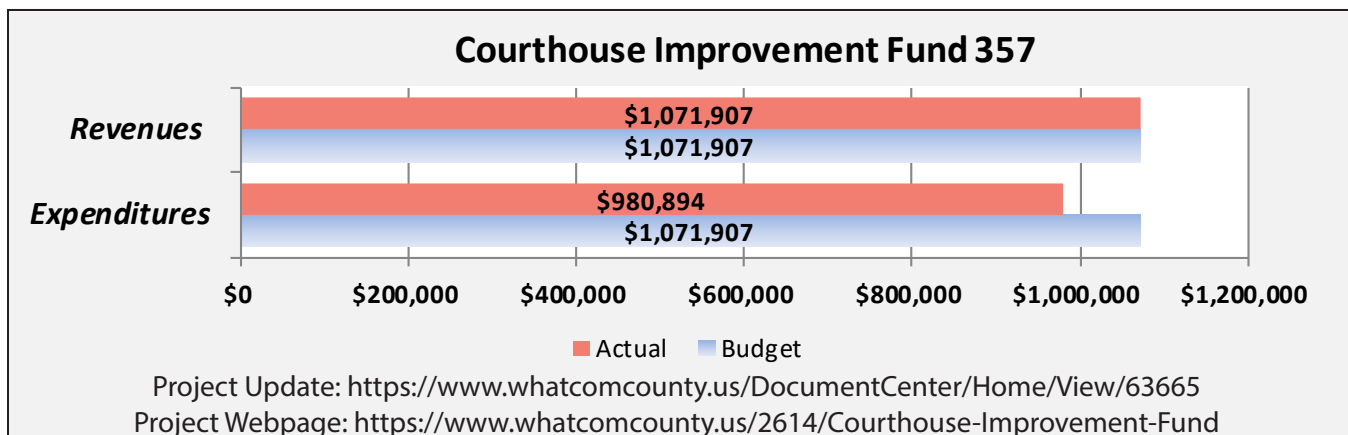 Courthouse Improvement Fund 357
Revenues
$1,071,907
$1,071,907
Expenditures
$980,894
$1,071,907
$0 $200,000 $400,000 $600,000 $800,000 $1,000,000 $1,200,000
Actual Budget
Project Update: https://www.whatcomcounty.us/DocumentCenter/Home/View/63665
Project Webpage: https://www.whatcomcounty.us/2614/Courthouse-Improvement-Fund